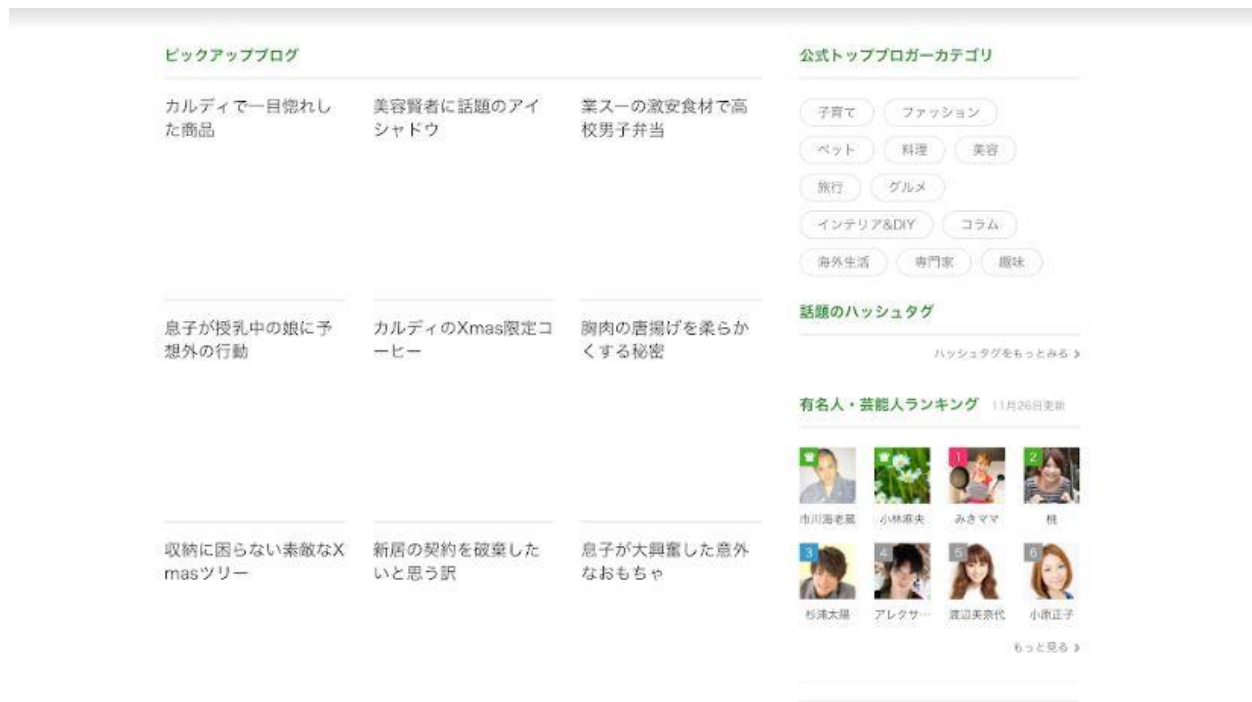 ピックアップブログ
カルディで一目惚れし
た商品
美容賢者に話題のアイ
シャドウ
業スーの激安食材で高
校男子弁当
息子が授乳中の娘に予
想外の行動
カルディのXmas限定コ
ーヒー
胸肉の唐揚げを柔らか
くする秘密
収納に困らない素敵なX
masツリー
新居の契約を破棄した
いと思う訳
息子が大興奮した意外
なおもちゃ
公式トップブロガーカテゴリ
子育て ファッション
ペット 料理 美容
旅行 グルメ
インテリア&DIY コラム
海外生活 専門家 趣味
話題のハッシュタグ
ハッシュタグをもっとみる
有名人・芸能人ランキング 11月26日更新
1 2
市川海老蔵 小林麻央 みきママ 桃
3 4 5 6
杉浦太陽 アレクサ… 渡辺美奈代 小原正子
もっと見る